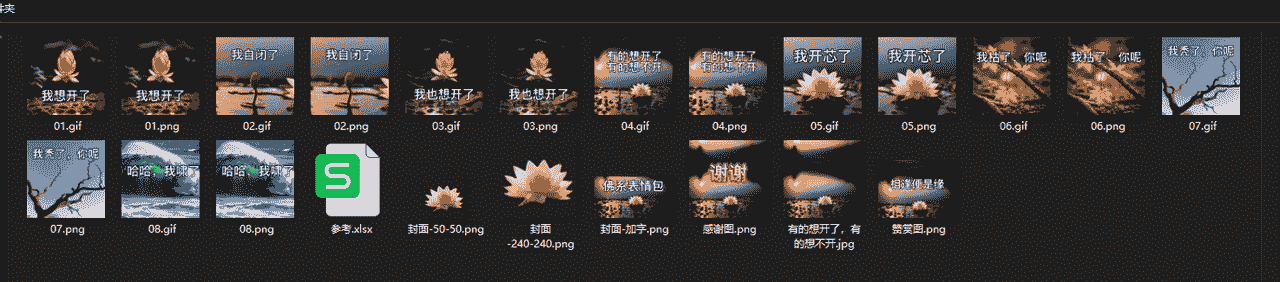 件夹
我想开了
我想开了
我自闭了
我自闭了
我也想开了
我也想开了
有的想开了
有的想不开
有的想开了
有的想不开
我开芯了
我开芯了
我枯了，你呢
我枯了，你呢
我秃了，你呢
01.gif
01.png
02.gif
02.png
03.gif
03.png
04.gif
04.png
05.gif
05.png
06.gif
06.png
07.gif
我秃了，你呢
哈哈，我啸了
哈哈，我啸了
S
佛系表情包
谢谢
相逢便是缘
07.png
08.gif
08.png
参考.xlsx
封面-50-50.png
封面
-240-240.png
封面-加字.png
感谢图.png
有的想开了，有
的想不开.jpg
赞赏图.png